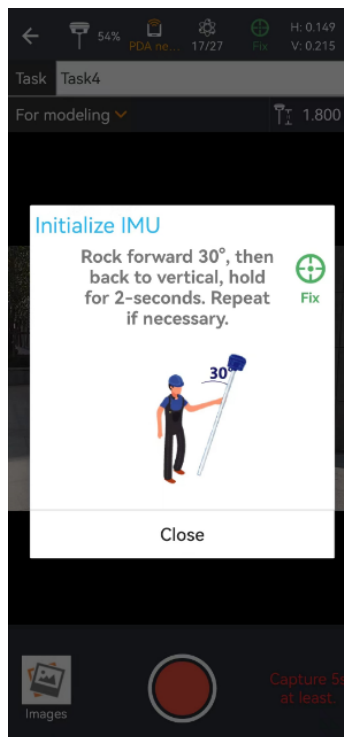 54%
PDA ne...
17/27
Fix
H: 0.149
V: 0.215
Task Task4
For modeling
1.800
Initialize IMU
Rock forward 30°, then
back to vertical, hold
for 2-seconds. Repeat
if necessary.
Fix
30°
Close
Images
Capture 5s
at least.